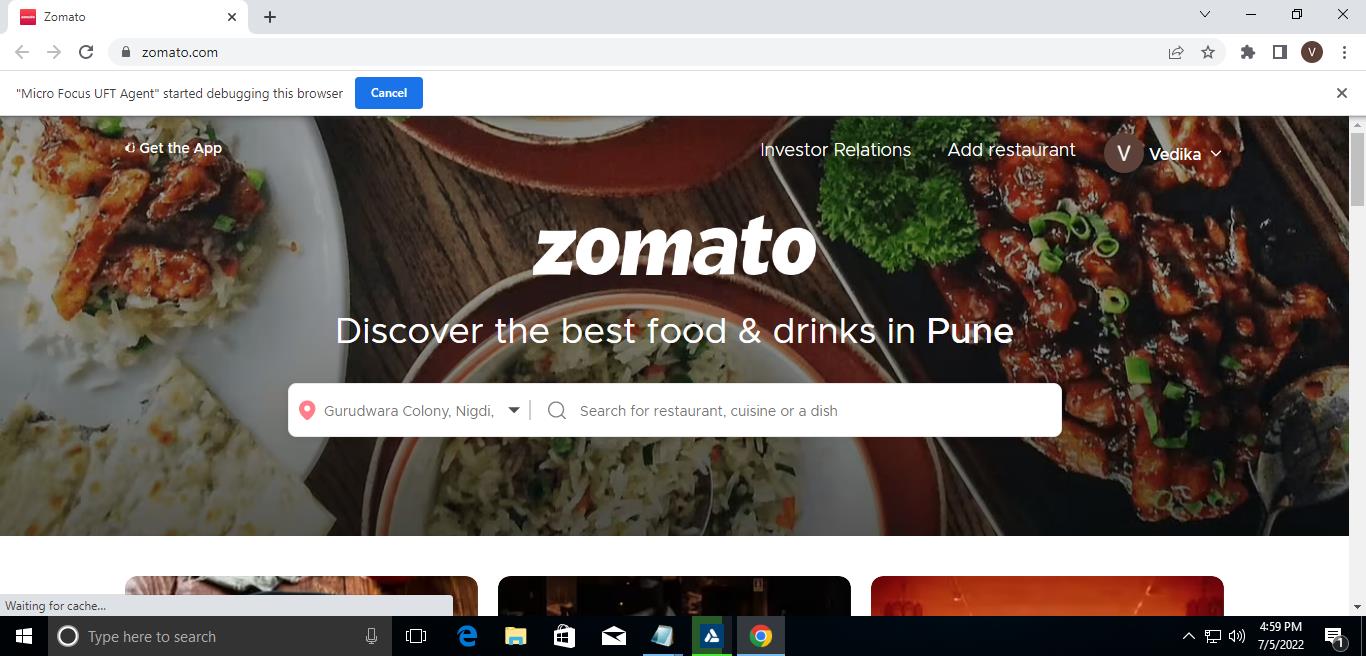 Zomato
zomato.com
V
"Micro Focus UFT Agent" started debugging this browser
Cancel
Get the App
Investor Relations
Add restaurant
V
Vedika
zomato
Discover the best food & drinks in Pune
Gurudwara Colony, Nigdi,
Search for restaurant, cuisine or a dish
Waiting for cache...
Type here to search
4:59 PM
7/5/2022
1